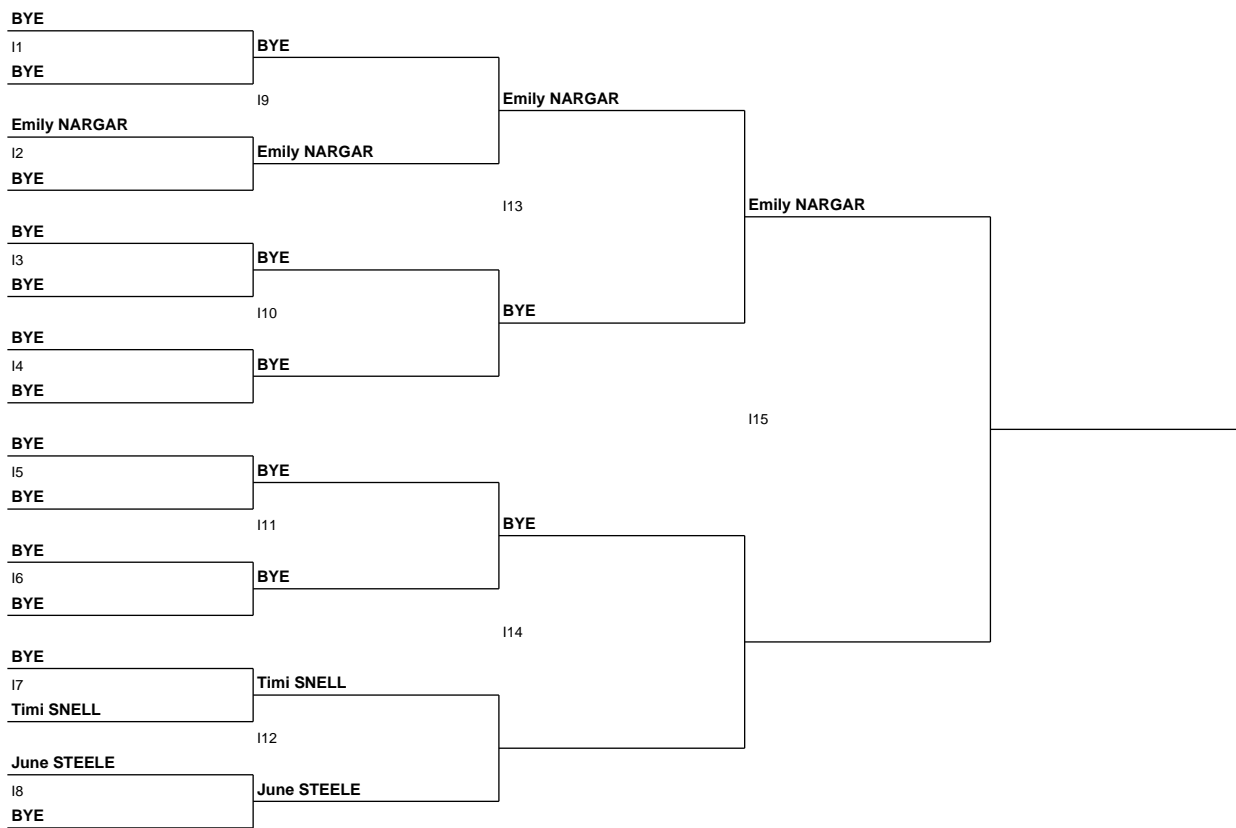 BYE
I1
BYE
BYE
I9
Emily NARGAR
Emily NARGAR
I2
Emily NARGAR
BYE
I13
Emily NARGAR
BYE
I3
BYE
BYE
I10
BYE
BYE
I4
BYE
BYE
I15
BYE
I5
BYE
BYE
I11
BYE
BYE
I6
BYE
BYE
I14
BYE
I7
Timi SNELL
Timi SNELL
I12
June STEELE
I8
June STEELE
BYE